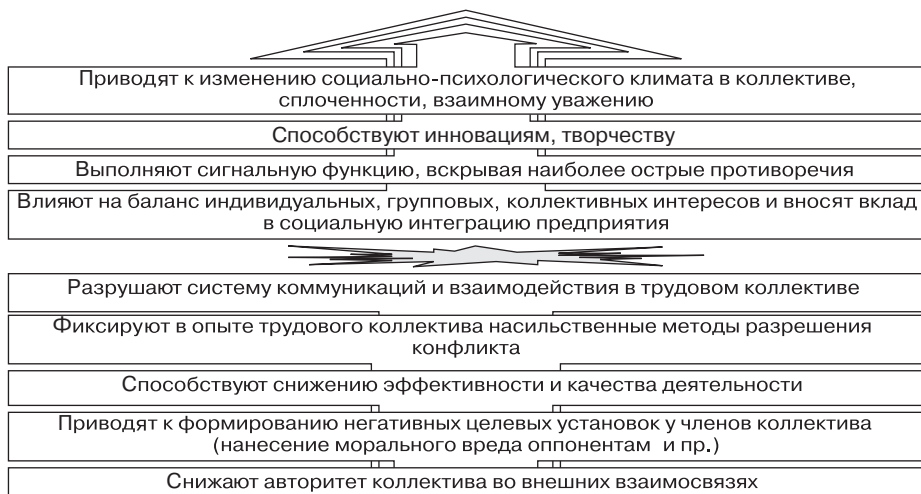 Приводят к изменению социально-психологического климата в коллективе,
сплоченности, взаимному уважению
Способствуют инновациям, творчеству
Выполняют сигнальную функцию, вскрывая наиболее острые противоречия
Влияют на баланс индивидуальных, групповых, коллективных интересов и вносят вклад
в социальную интеграцию предприятия
Разрушают систему коммуникаций и взаимодействия в трудовом коллективе
Фиксируют в опыте трудового коллектива насильственные методы разрешения
конфликта
Способствуют снижению эффективности и качества деятельности
Приводят к формированию негативных целевых установок у членов коллектива
(нанесение морального вреда оппонентам и пр.)
Снижают авторитет коллектива во внешних взаимосвязях